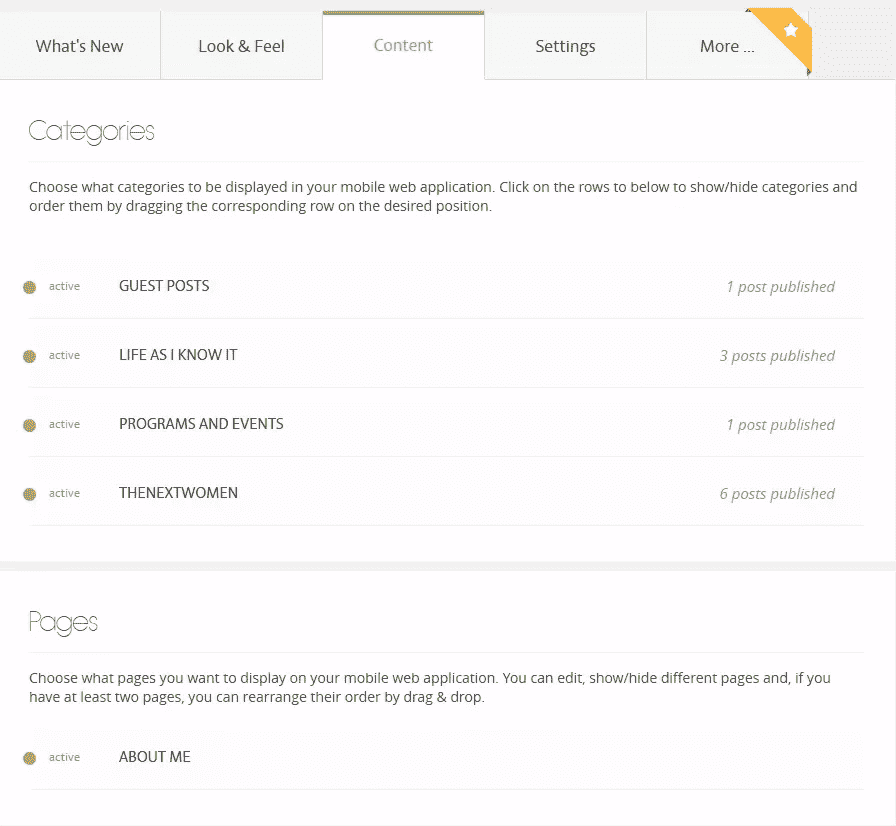 What's New
Look & Feel
Content
Settings
More ...
Categories
Choose what categories to be displayed in your mobile web application. Click on the rows to below to show/hide categories and
order them by dragging the corresponding row on the desired position.
active GUEST POSTS 1 post published
active LIFE AS I KNOW IT 3 posts published
active PROGRAMS AND EVENTS 1 post published
active THENEXTWOMEN 6 posts published
Pages
Choose what pages you want to display on your mobile web application. You can edit, show/hide different pages and, if you
have at least two pages, you can rearrange their order by drag & drop.
active ABOUT ME